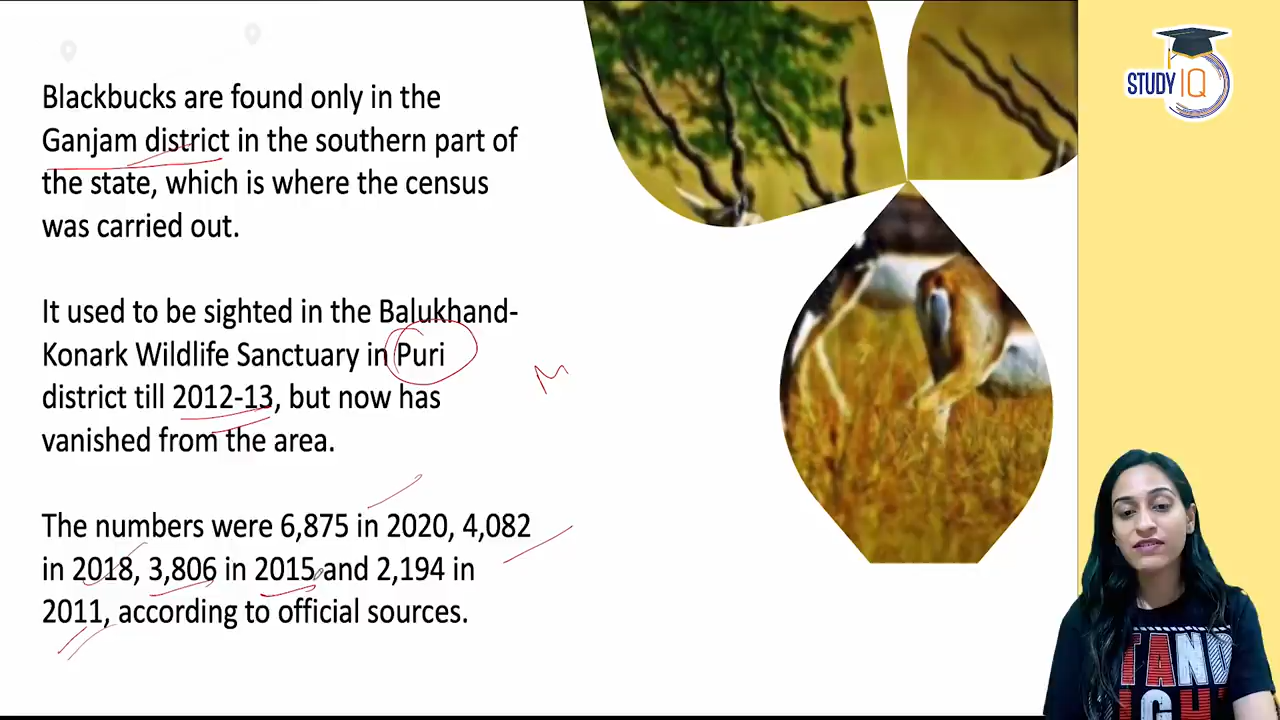 Blackbucks are found only in the
Ganjam district in the southern part of
the state, which is where the census
was carried out.
It used to be sighted in the Balukhand-
Konark Wildlife Sanctuary in Puri
district till 2012-13, but now has
vanished from the area.
The numbers were 6,875 in 2020, 4,082
in 2018, 3,806 in 2015 and 2,194 in
2011, according to official sources.
M
STUDY IQ